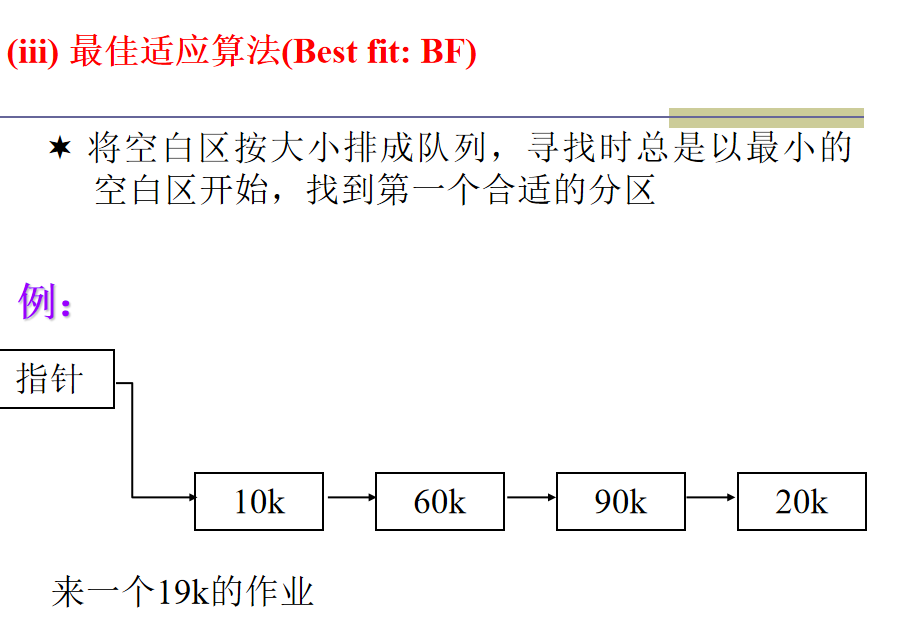 (iii) 最佳适应算法(Best fit: BF)
★ 将空白区按大小排成队列，寻找时总是以最小的
空白区开始，找到第一个合适的分区
例：
指针
10k
60k
90k
20k
来一个19k的作业